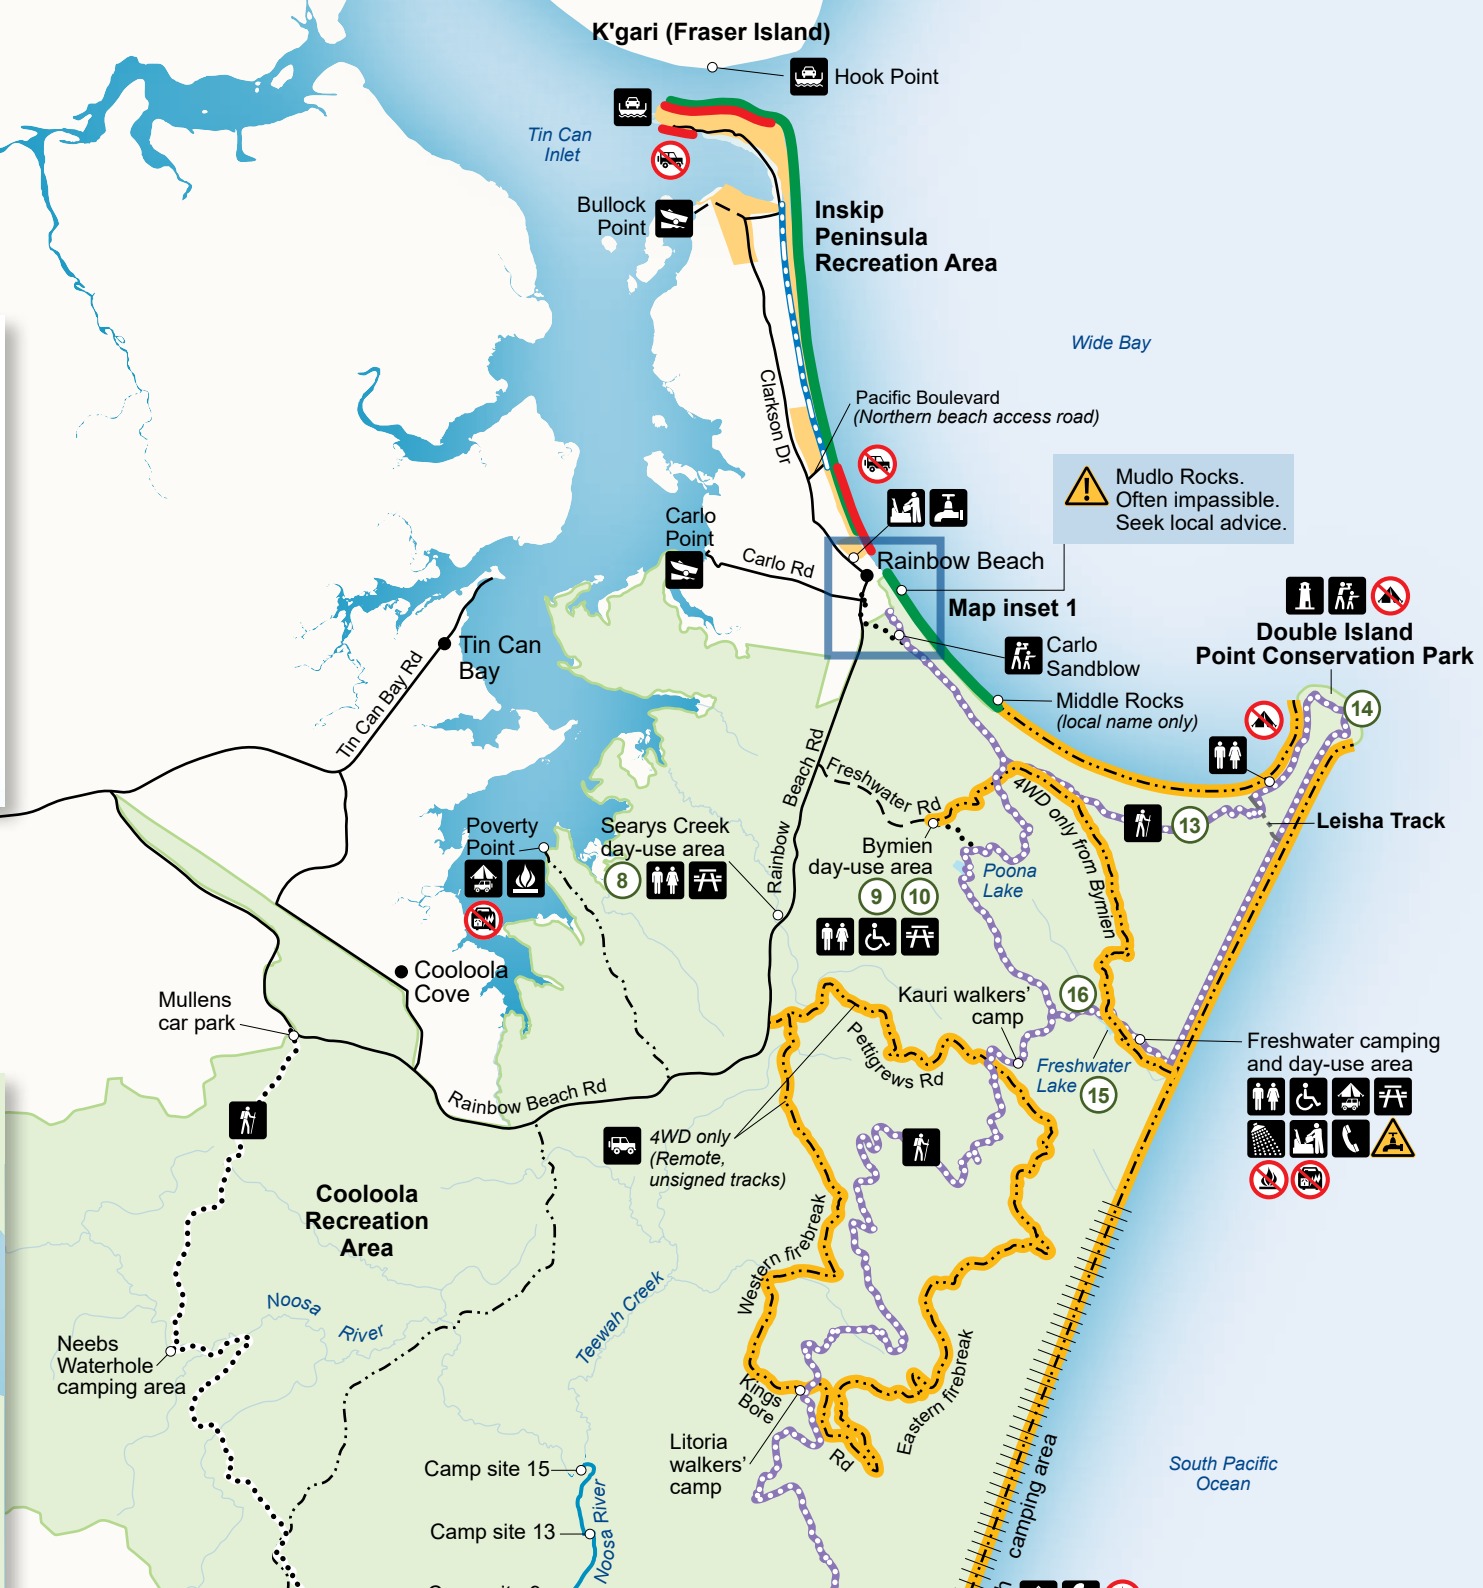 K'gari (Fraser Island)
Hook Point
Tin Can
Inlet
Bullock
Point
Inskip
Peninsula
Recreation Area
Wide Bay
Clarkson Dr
Pacific Boulevard
(Northern beach access road)
Mudlo Rocks.
Often impassible.
Seek local advice.
Carlo
Point
Carlo Rd
Rainbow Beach
Map inset 1
Carlo
Sandblow
Double Island
Point Conservation Park
Middle Rocks
(local name only)
14
Tin Can
Bay
Tin Can Bay Rd
Rainbow Beach Rd
Freshwater Rd
4WD only from Bymien
13
Leisha Track
Poverty
Point
Searys Creek
day-use area
8
Bymien
day-use area
9
10
Poona
Lake
Cooloola
Cove
Mullens
car park
Kauri walkers'
camp
16
Pettigrews Rd
Freshwater
Lake
15
Freshwater camping
and day-use area
Rainbow Beach Rd
4WD only
(Remote,
unsigned tracks)
Cooloola
Recreation
Area
Western firebreak
Noosa
River
Teewah Creek
Neebs
Waterhole
camping area
Kings
Bore
Rd
Eastern firebreak
Litoria
walkers'
camp
Camp site 15
Camp site 13
Noosa River
camping area
South Pacific
Ocean